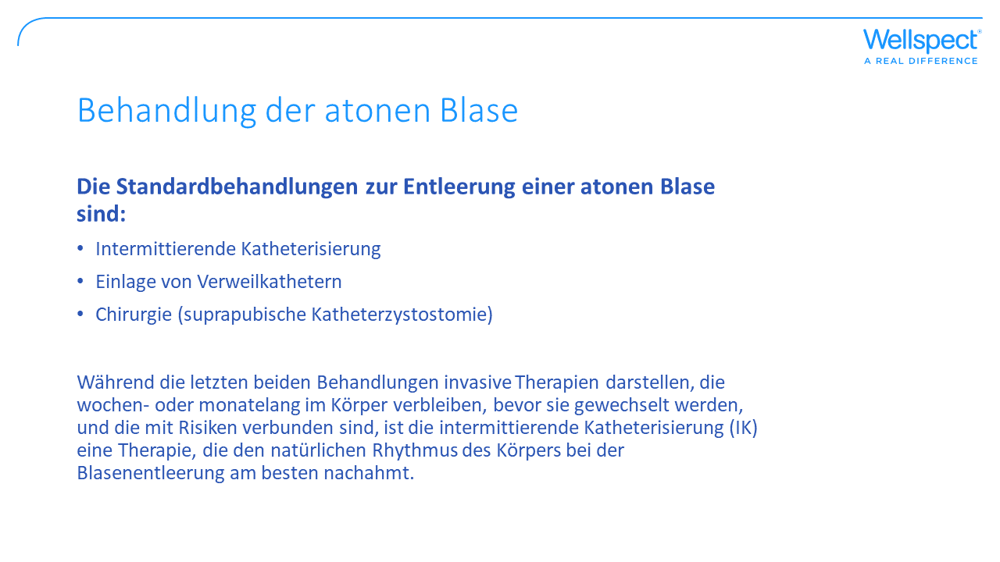 Wellspect®
A REAL DIFFERENCE
Behandlung der atonen Blase
Die Standardbehandlungen zur Entleerung einer atonen Blase
sind:
• Intermittierende Katheterisierung
• Einlage von Verweilkathetern
• Chirurgie (suprapubische Katheterzystostomie)
Während die letzten beiden Behandlungen invasive Therapien darstellen, die
wochen- oder monatelang im Körper verbleiben, bevor sie gewechselt werden,
und die mit Risiken verbunden sind, ist die intermittierende Katheterisierung (IK)
eine Therapie, die den natürlichen Rhythmus des Körpers bei der
Blasenentleerung am besten nachahmt.